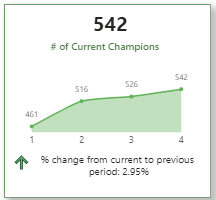 542
# of Current Champions
461
516
526
542
1 2 3 4
% change from current to previous
period: 2.95%